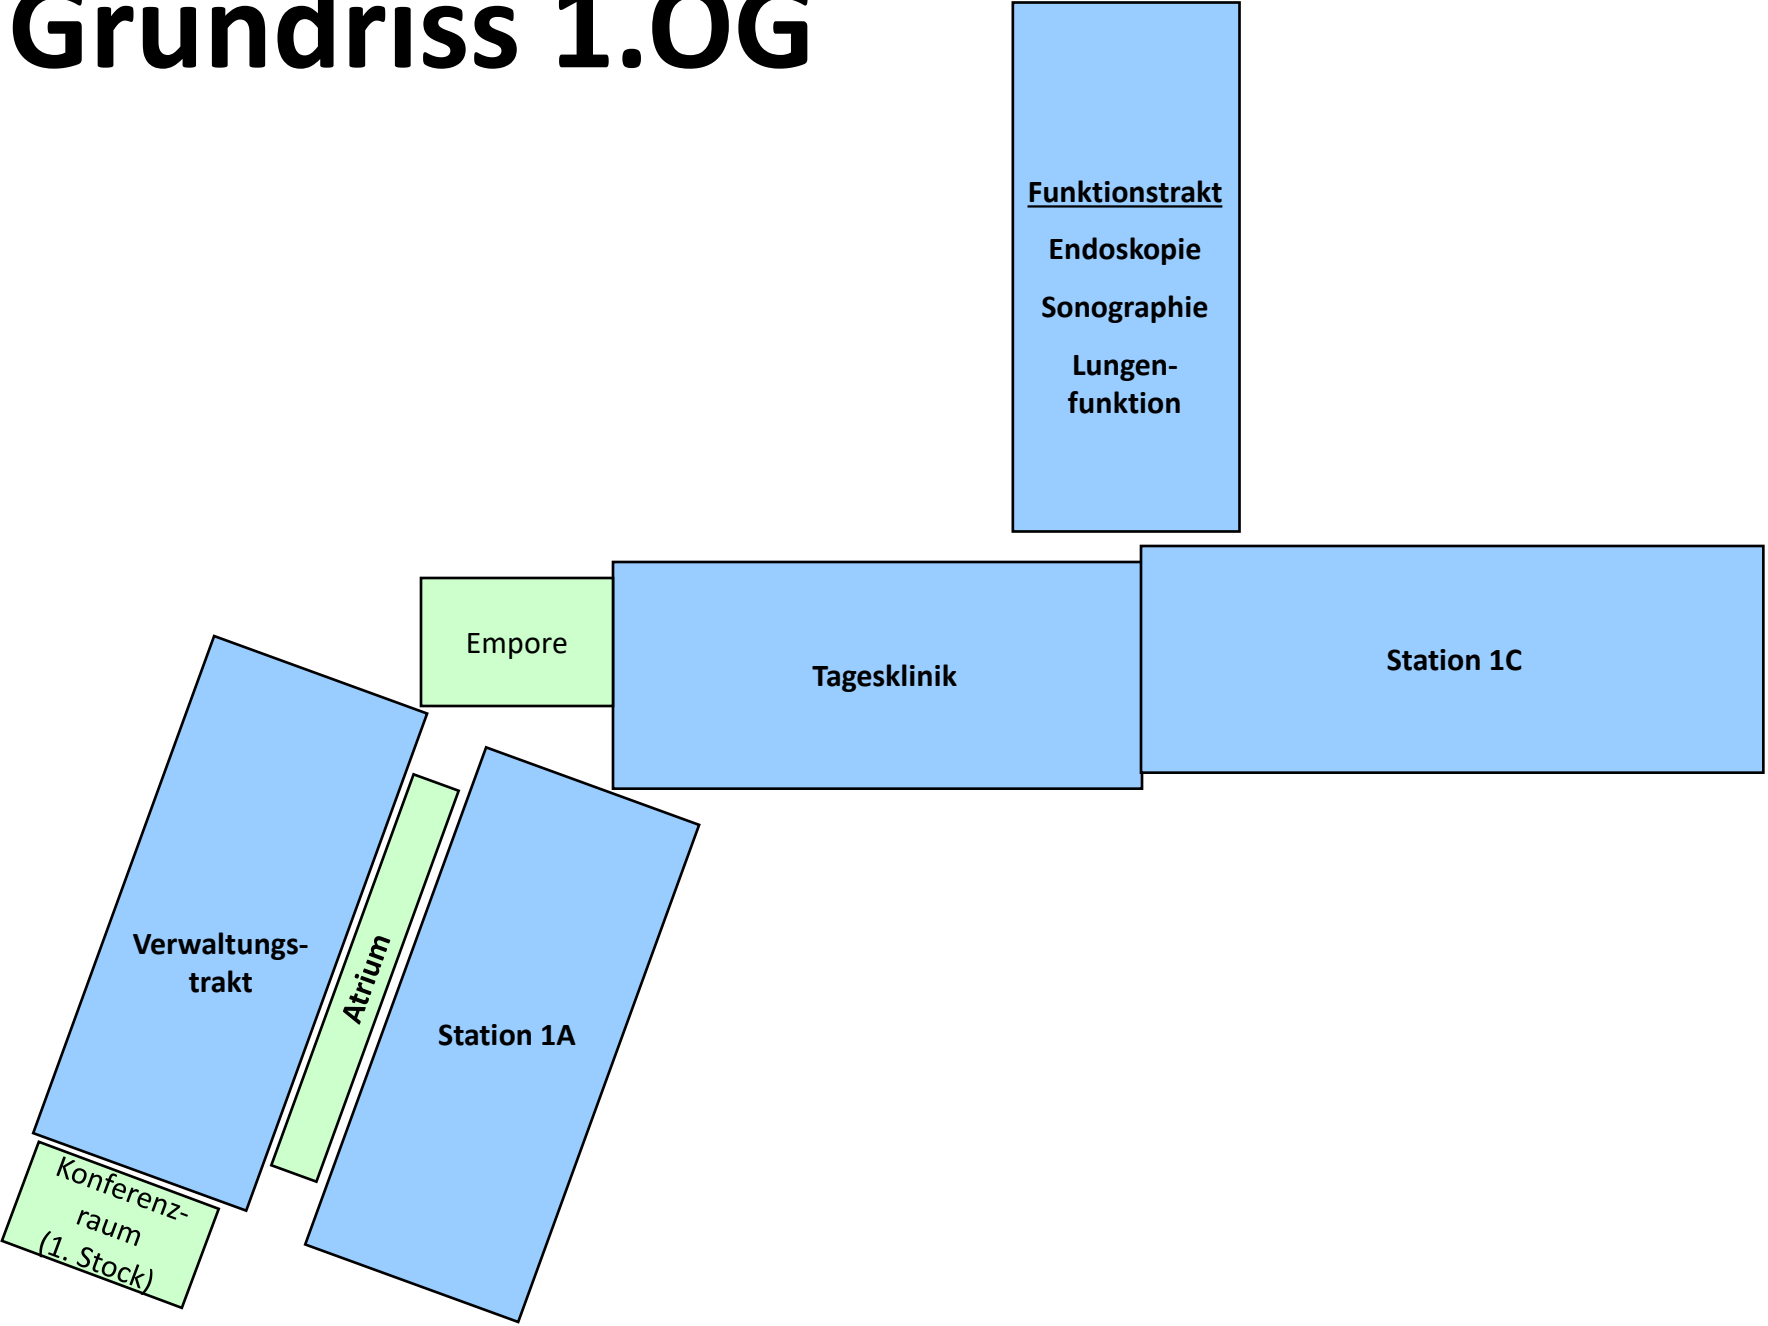 Grundriss 1.OG
Funktionstrakt
Endoskopie
Sonographie
Lungen-
funktion
Empore
Tagesklinik
Station 1C
Verwaltungs-
trakt
Atrium
Station 1A
Konferenz-
raum
(1. Stock)